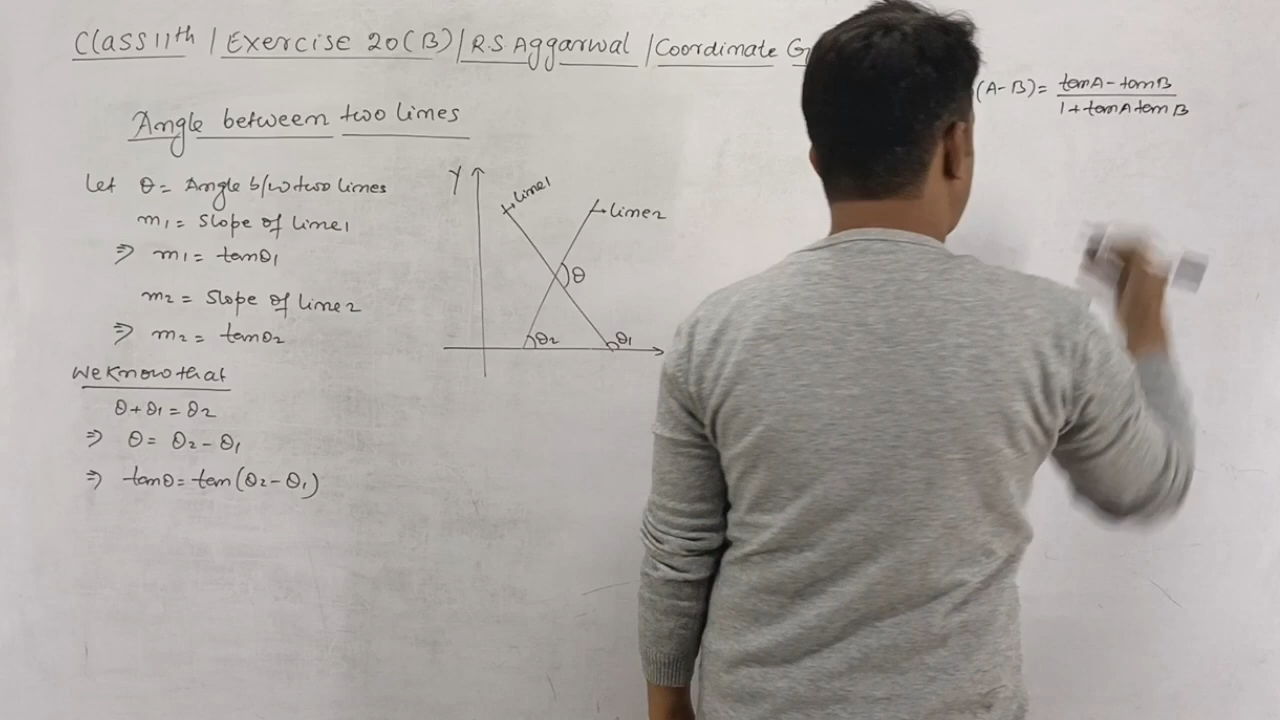 Class 11th / Exercise 20(B) / R.S Aggarwal / Coordinate G
(A-B) = tanA - tanB / 1 + tanA tanB
Angle between two lines
Let θ = Angle b/w two lines
m1 = slope of line1
⇒ m1 = tanθ1
m2 = slope of line2
⇒ m2 = tanθ2
We know that
θ + θ1 = θ2
⇒ θ = θ2 - θ1
⇒ tanθ = tan(θ2 - θ1)
Y
line1
line2
θ
θ2
θ1